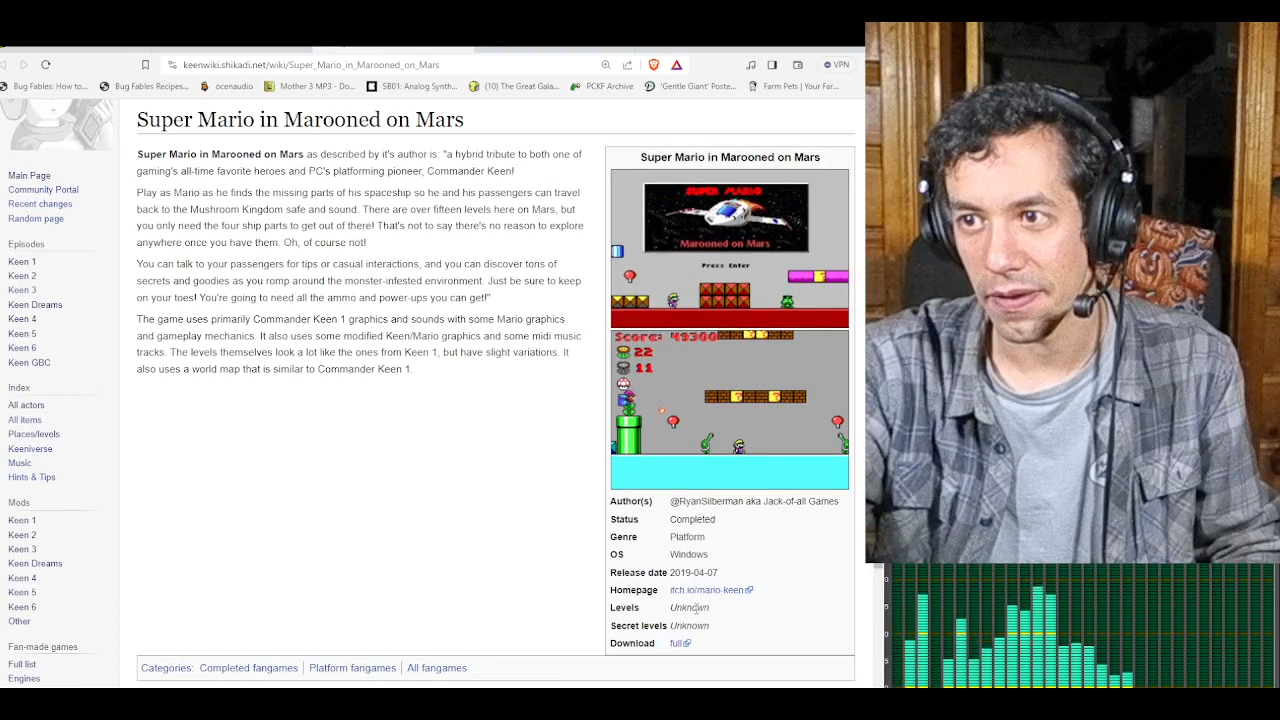 keenwiki.shikadi.net/wiki/Super_Mario_in_Marooned_on_Mars
VPN
Bug Fables: How to...
Bug Fables Recipes...
ocenaudio
Mother 3 MP3 - Do...
SB01: Analog Synth...
(10) The Great Gala...
PCKF Archive
'Gentle Giant' Poste...
Farm Pets | Your Far...
Super Mario in Marooned on Mars
Super Mario in Marooned on Mars as described by it's author is: "a hybrid tribute to both one of
gaming's all-time favorite heroes and PC's platforming pioneer, Commander Keen!
Play as Mario as he finds the missing parts of his spaceship so he and his passengers can travel
back to the Mushroom Kingdom safe and sound. There are over fifteen levels here on Mars, but
you only need the four ship parts to get out of there! That's not to say there's no reason to explore
anywhere once you have them. Oh, of course not!
You can talk to your passengers for tips or casual interactions, and you can discover tons of
secrets and goodies as you romp around the monster-infested environment. Just be sure to keep
on your toes! You're going to need all the ammo and power-ups you can get!"
The game uses primarily Commander Keen 1 graphics and sounds with some Mario graphics
and gameplay mechanics. It also uses some modified Keen/Mario graphics and some midi music
tracks. The levels themselves look a lot like the ones from Keen 1, but have slight variations. It
also uses a world map that is similar to Commander Keen 1.
Main Page
Community Portal
Recent changes
Random page
Episodes
Keen 1
Keen 2
Keen 3
Keen Dreams
Keen 4
Keen 5
Keen 6
Keen GBC
Index
All actors
All items
Places/levels
Keeniverse
Music
Hints & Tips
Mods
Keen 1
Keen 2
Keen 3
Keen Dreams
Keen 4
Keen 5
Keen 6
Other
Fan-made games
Full list
Engines
Super Mario in Marooned on Mars
SUPER MARIO
Marooned on Mars
Press Enter
Score: 49300
22
11
Author(s) @RyanSilberman aka Jack-of-all Games
Status Completed
Genre Platform
OS Windows
Release date 2019-04-07
Homepage itch.io/mario-keen
Levels Unknown
Secret levels Unknown
Download full
Categories: Completed fangames | Platform fangames | All fangames